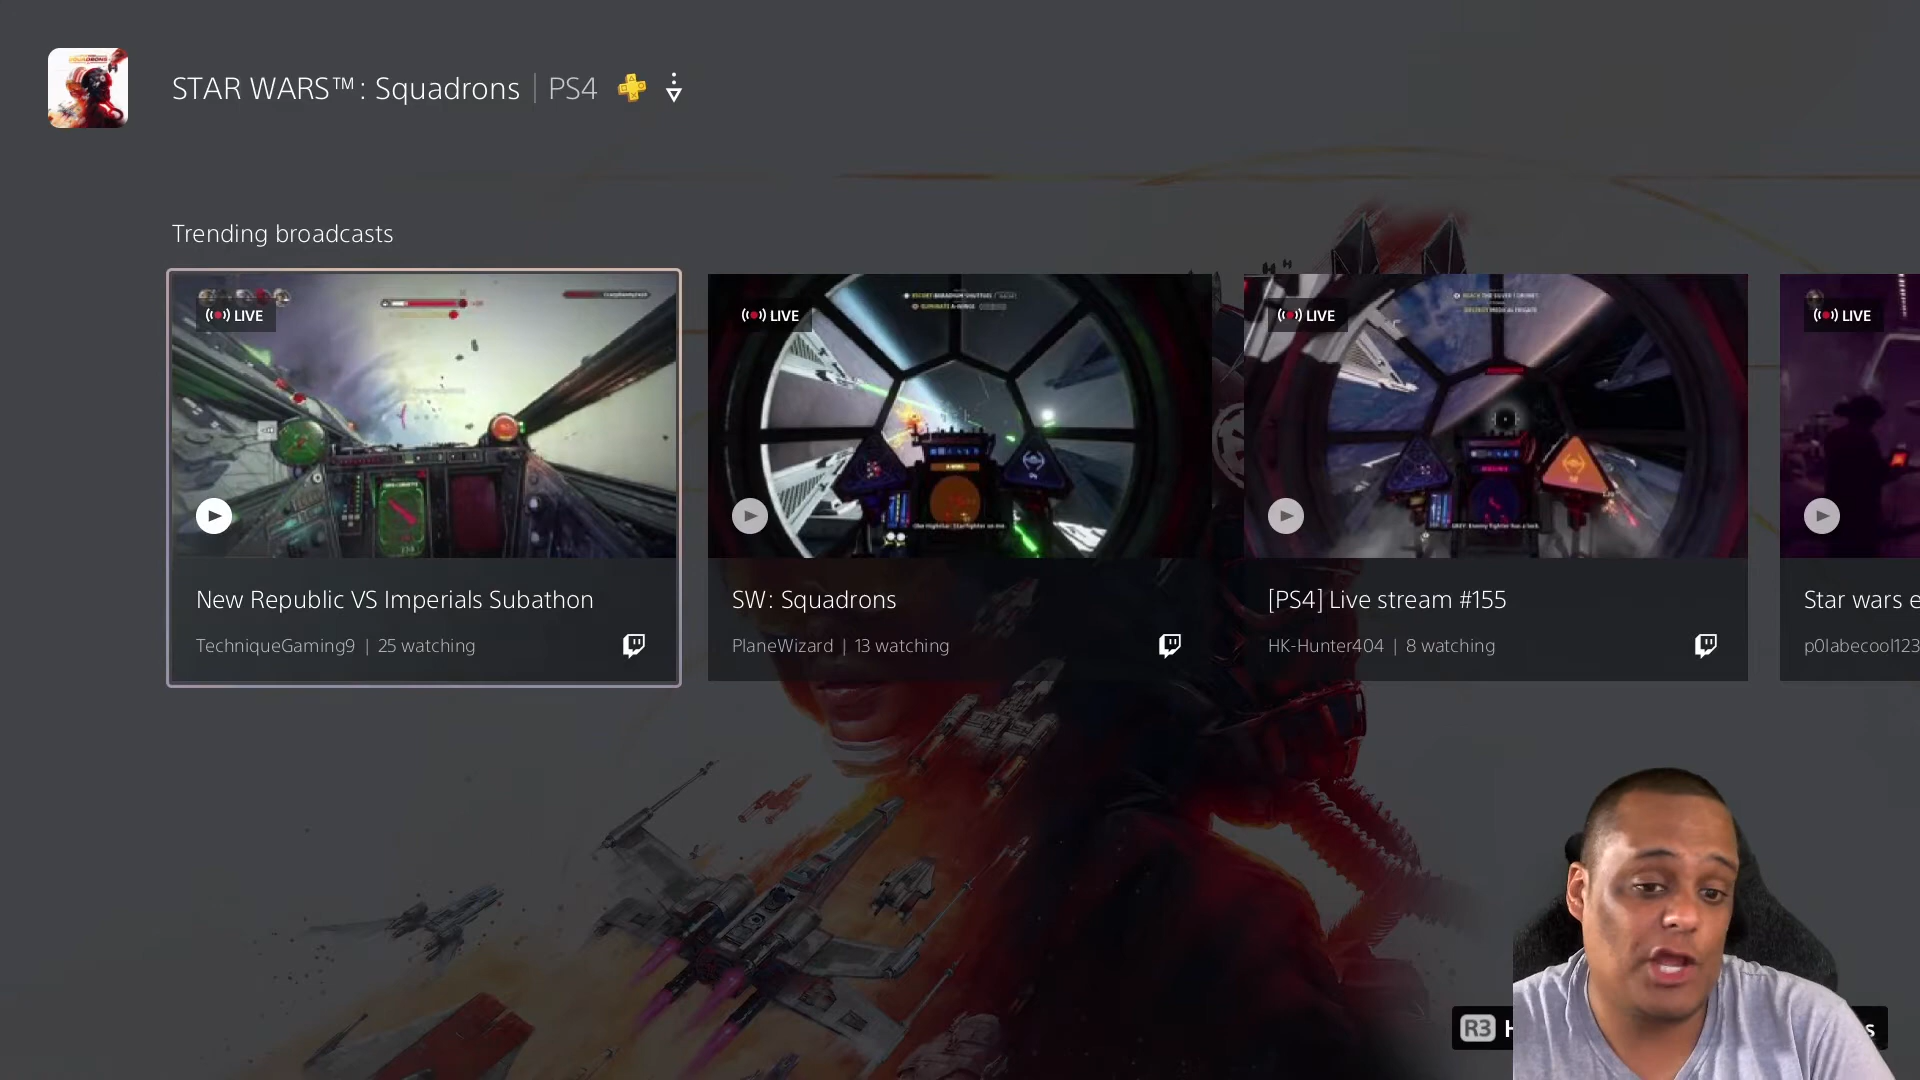 STAR WARS™: Squadrons | PS4
Trending broadcasts
LIVE
LIVE
LIVE
LIVE
New Republic VS Imperials Subathon
TechniqueGaming9 | 25 watching
SW: Squadrons
PlaneWizard | 13 watching
[PS4] Live stream #155
HK-Hunter404 | 8 watching
Star wars e
p0labecool123
R3 H
s